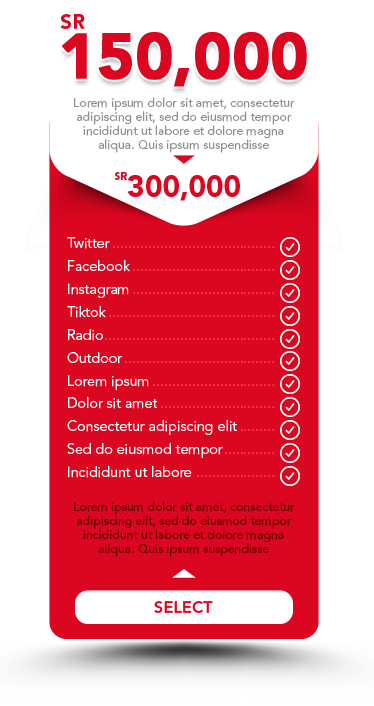 SR
150,000
Lorem ipsum dolor sit amet, consectetur
adipiscing elit, sed do eiusmod tempor
incididunt ut labore et dolore magna
aliqua. Quis ipsum suspendisse
SR300,000
Twitter
Facebook
Instagram
Tiktok
Radio
Outdoor
Lorem ipsum
Dolor sit amet
Consectetur adipiscing elit
Sed do eiusmod tempor
Incididunt ut labore
Lorem ipsum dolor sit amet, consectetur
adipiscing elit, sed do eiusmod tempor
incididunt ut labore et dolore magna
aliqua. Quis ipsum suspendisse
SELECT